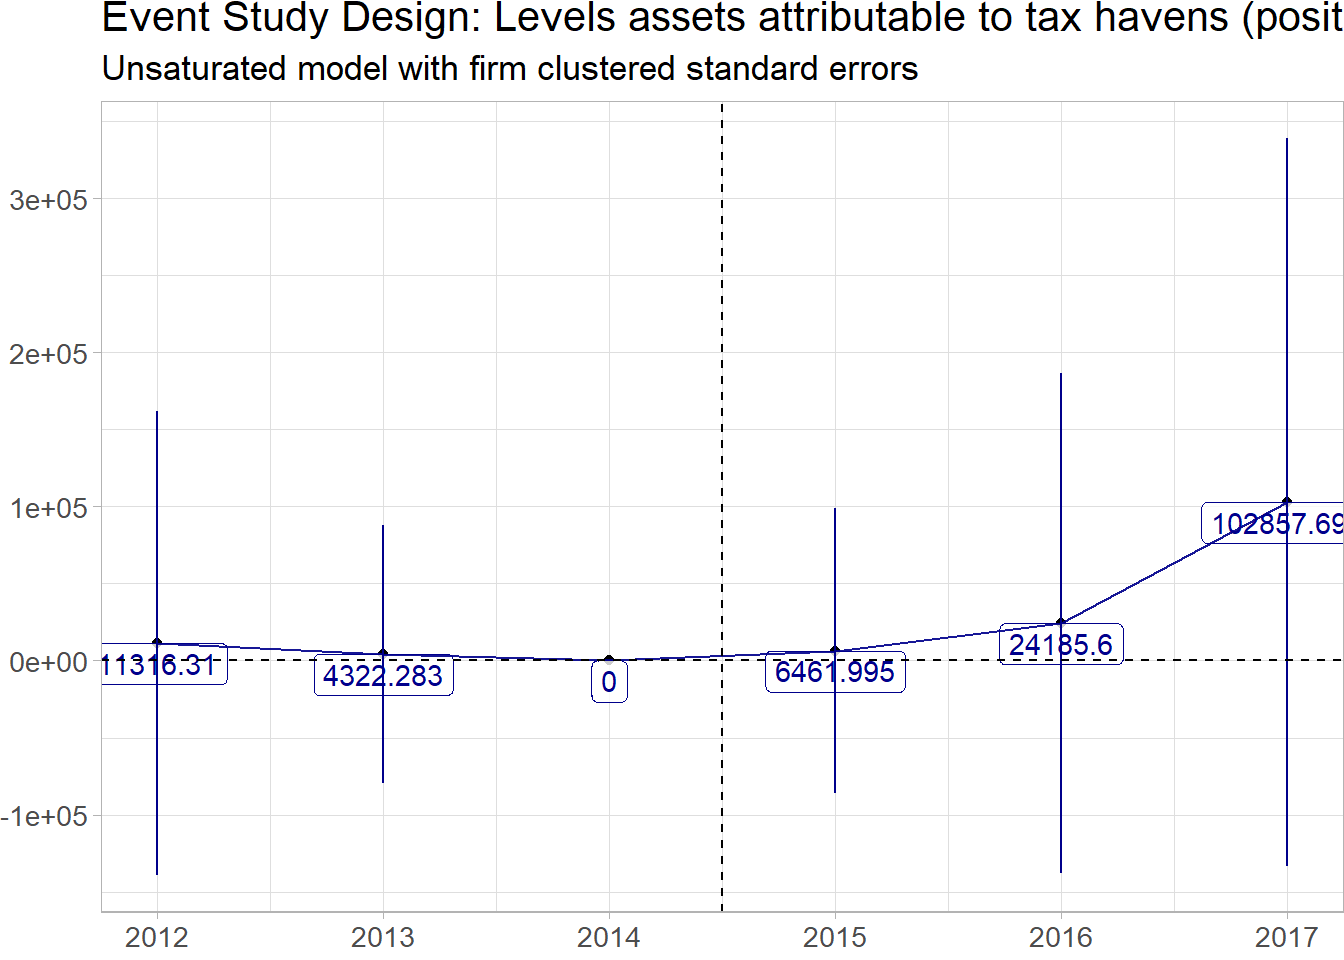 Event Study Design: Levels assets attributable to tax havens (posit
Unsaturated model with firm clustered standard errors
3e+05
2e+05
1e+05
0e+00
-1e+05
11316.31
4322.283
0
6461.995
24185.6
102857.69
2012 2013 2014 2015 2016 2017